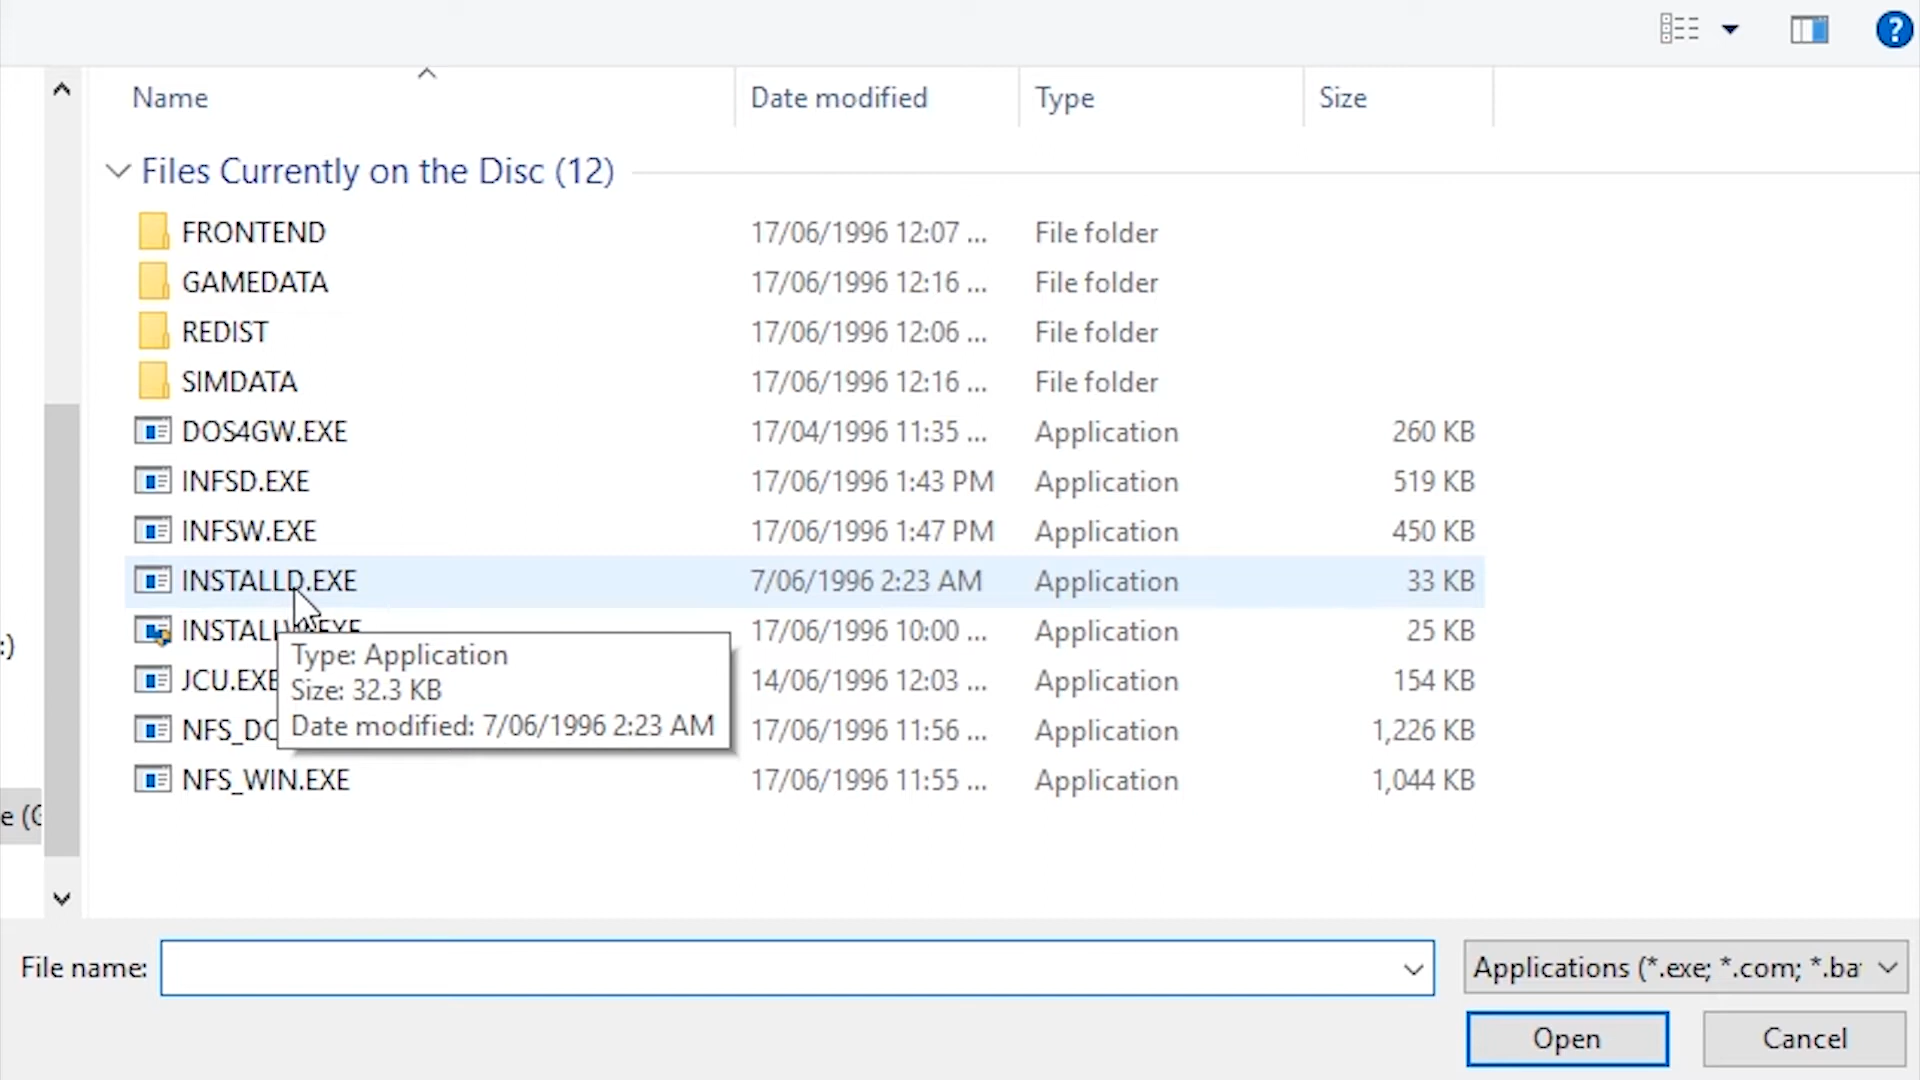 Name Date modified Type Size
Files Currently on the Disc (12)
FRONTEND 17/06/1996 12:07 ... File folder
GAMEDATA 17/06/1996 12:16 ... File folder
REDIST 17/06/1996 12:06 ... File folder
SIMDATA 17/06/1996 12:16 ... File folder
DOS4GW.EXE 17/04/1996 11:35 ... Application 260 KB
INFSD.EXE 17/06/1996 1:43 PM Application 519 KB
INFSW.EXE 17/06/1996 1:47 PM Application 450 KB
INSTALLD.EXE 7/06/1996 2:23 AM Application 33 KB
17/06/1996 10:00 ... Application 25 KB
:)
Type: Application
Size: 32.3 KB
Date modified: 7/06/1996 2:23 AM
JCU.EXE 14/06/1996 12:03 ... Application 154 KB
17/06/1996 11:56 ... Application 1,226 KB
NFS_WIN.EXE 17/06/1996 11:55 ... Application 1,044 KB
File name: Applications (*.exe; *.com; *.ba
Open Cancel